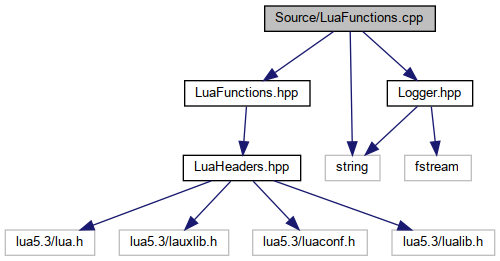 Source/LuaFunctions.cpp
LuaFunctions.hpp
Logger.hpp
LuaHeaders.hpp
string
fstream
lua5.3/lua.h
lua5.3/lauxlib.h
lua5.3/luaconf.h
lua5.3/lualib.h